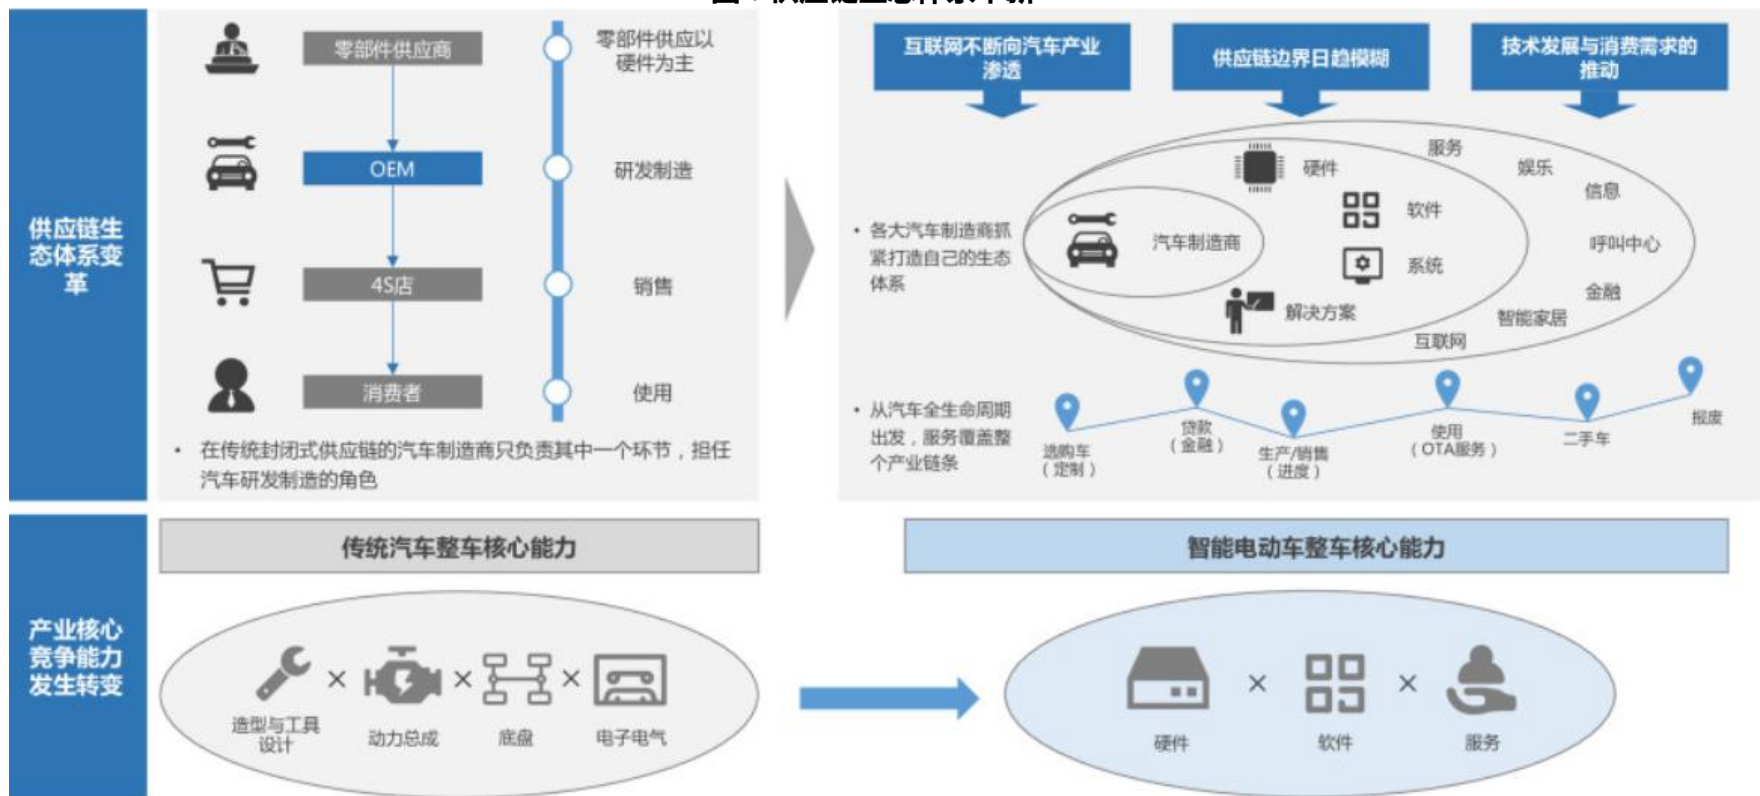 供应链生
态体系变
革
零部件供应商
零部件供应以
硬件为主
OEM
研发制造
4S店
销售
消费者
使用
• 在传统封闭式供应链的汽车制造商只负责其中一个环节，担任
汽车研发制造的角色
互联网不断向汽车产业
渗透
供应链边界日趋模糊
技术发展与消费需求的
推动
• 各大汽车制造商抓
紧打造自己的生态
体系
汽车制造商
硬件
软件
系统
解决方案
服务
娱乐
信息
呼叫中心
金融
智能家居
互联网
• 从汽车全生命周期
出发，服务覆盖整
个产业链条
选购车
（定制）
贷款
（金融）
生产/销售
（进度）
使用
（OTA服务）
二手车
报废
产业核心
竞争能力
发生转变
传统汽车整车核心能力
造型与工具
设计
×
动力总成
×
底盘
×
电子电气
智能电动车整车核心能力
硬件
×
软件
×
服务